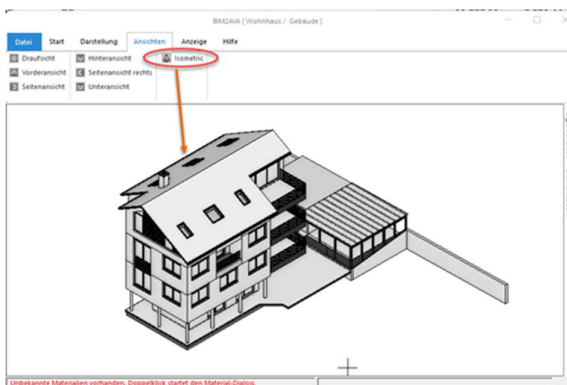 BIM2AVA [ Wohnhaus / Gebäude ]
Datei Start Darstellung Ansichten Anzeige Hilfe
Draufsicht Hinteransicht Isometric
Vorderansicht Seitenansicht rechts
Seitenansicht Unteransicht
Unbekannte Materialien vorhanden. Doppelklick startet den Material-Dialog.